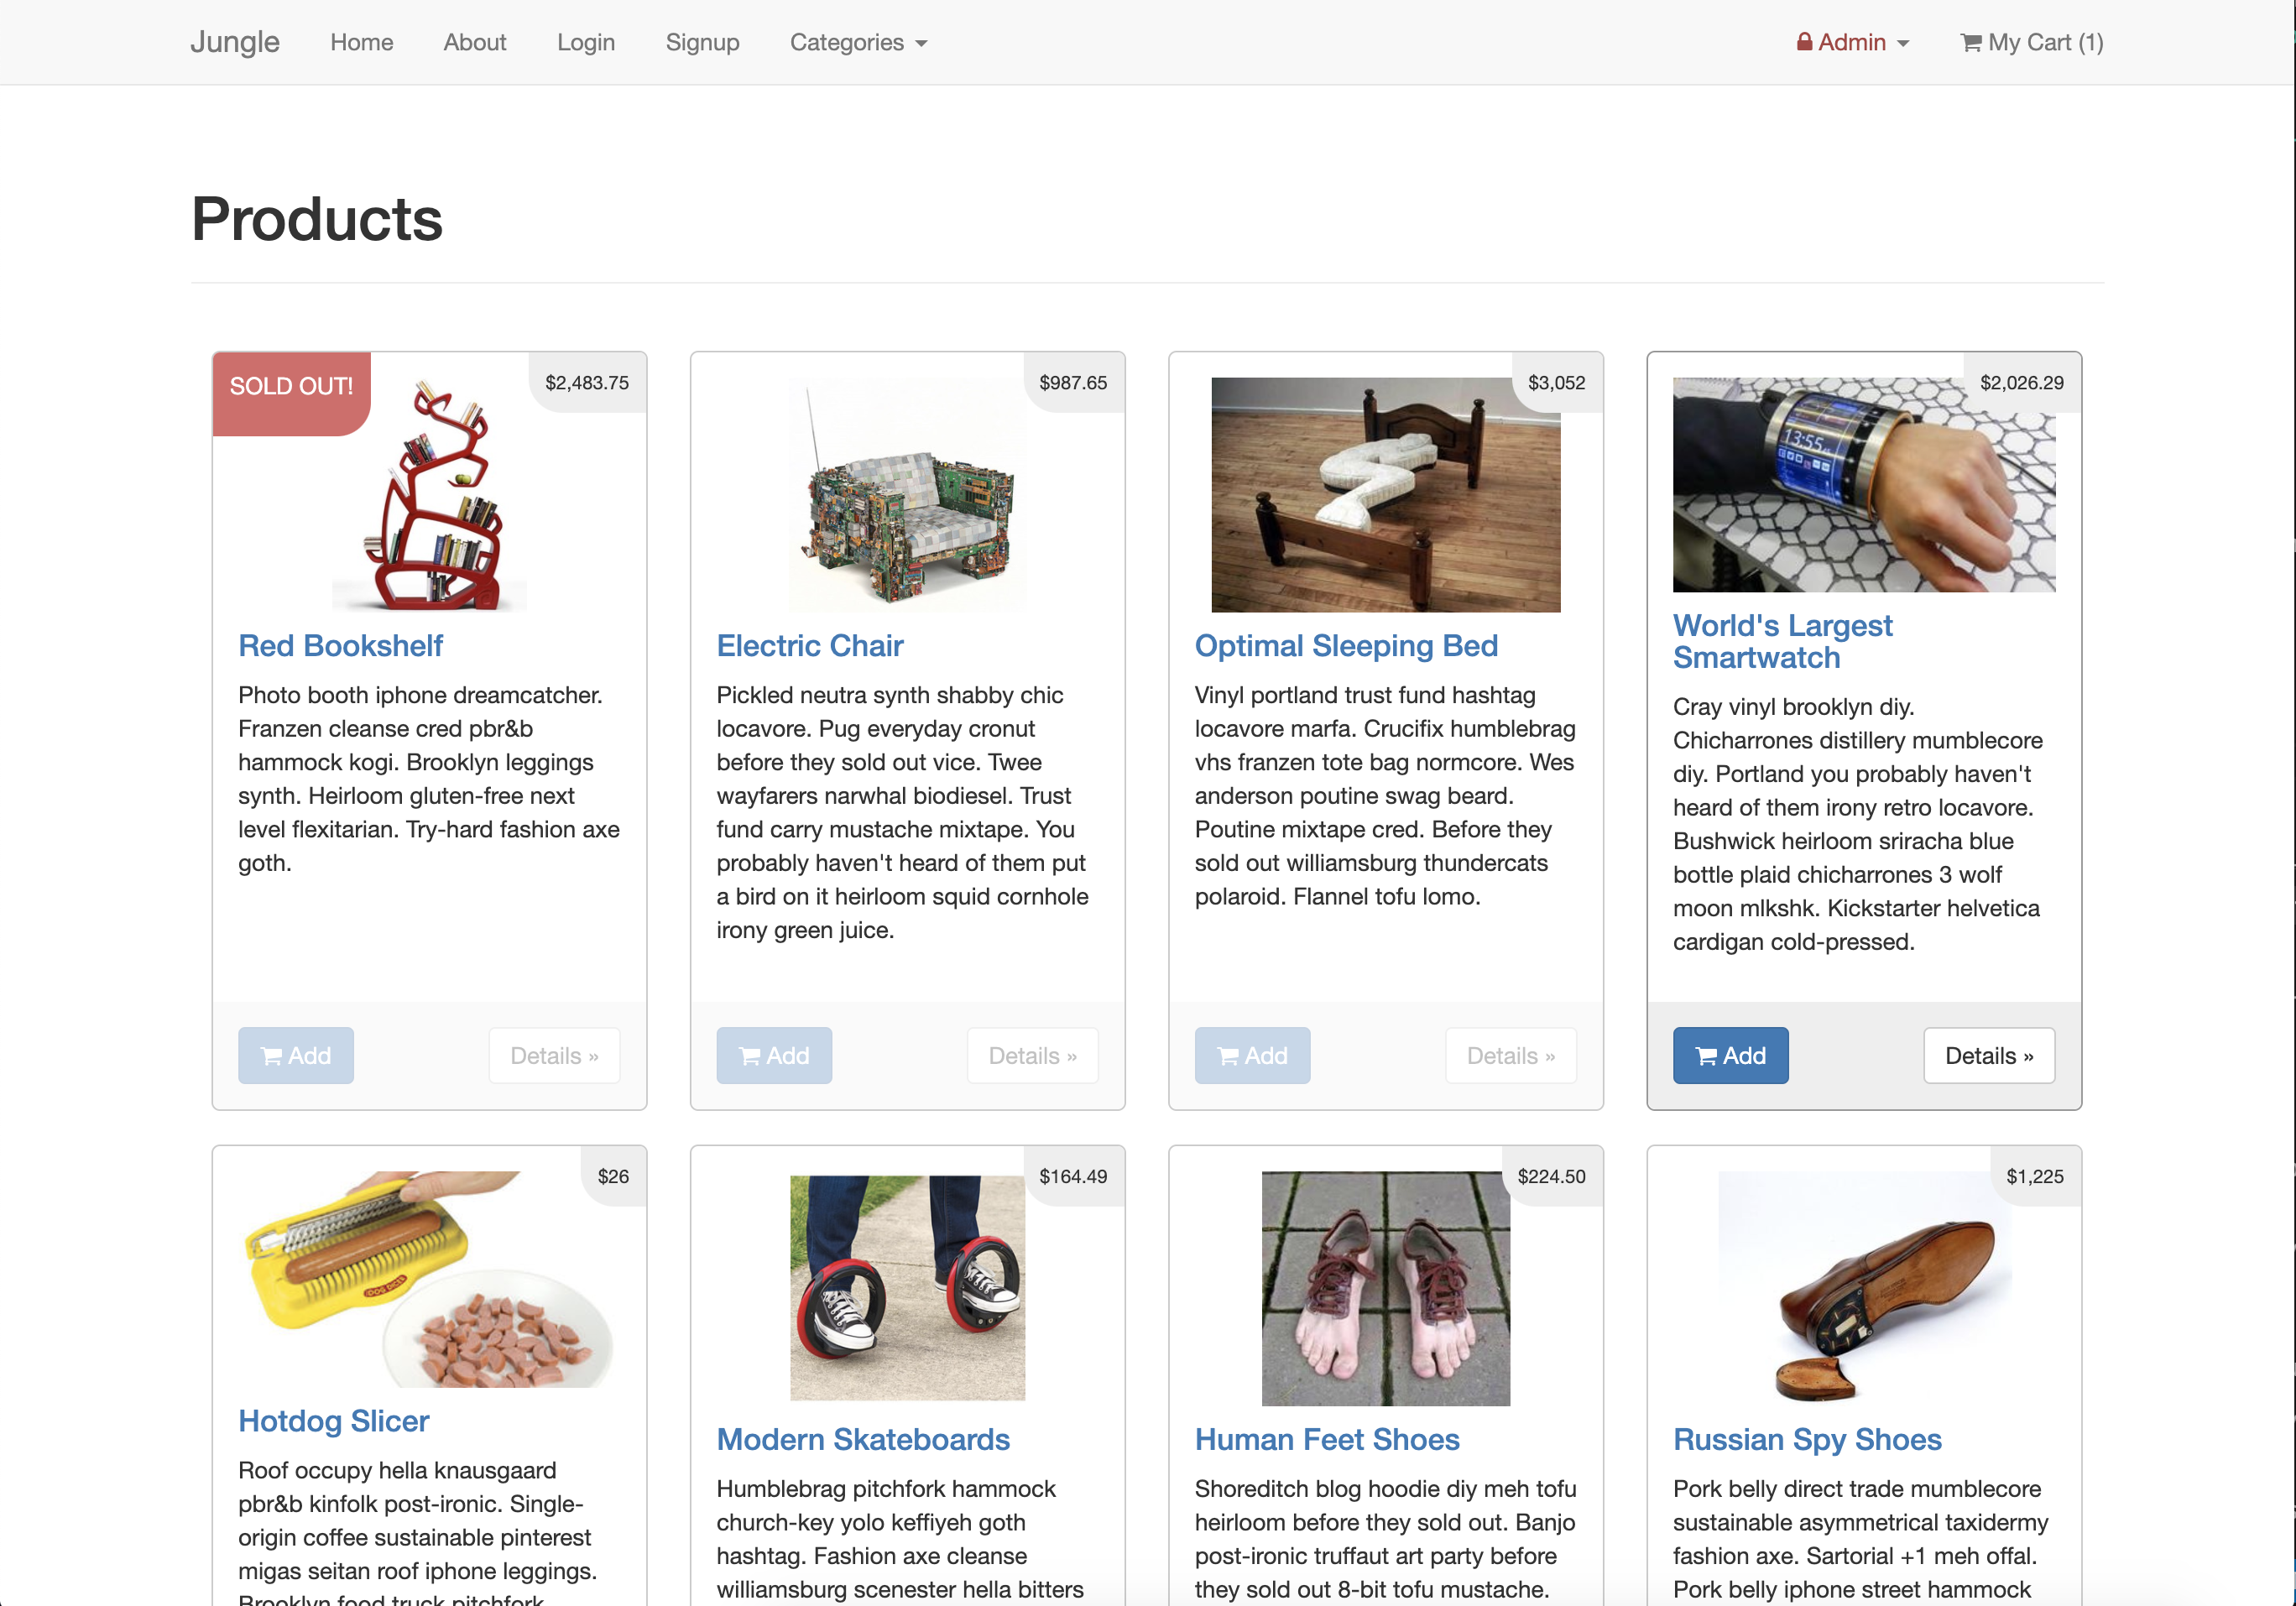 Jungle Home About Login Signup Categories Admin My Cart (1)
Products
SOLD OUT!
$2,483.75
Red Bookshelf
Photo booth iphone dreamcatcher.
Franzen cleanse cred pbr&b
hammock kogi. Brooklyn leggings
synth. Heirloom gluten-free next
level flexitarian. Try-hard fashion axe
goth.
Add Details »
$987.65
Electric Chair
Pickled neutra synth shabby chic
locavore. Pug everyday cronut
before they sold out vice. Twee
wayfarers narwhal biodiesel. Trust
fund carry mustache mixtape. You
probably haven't heard of them put
a bird on it heirloom squid cornhole
irony green juice.
Add Details »
$3,052
Optimal Sleeping Bed
Vinyl portland trust fund hashtag
locavore marfa. Crucifix humblebrag
vhs franzen tote bag normcore. Wes
anderson poutine swag beard.
Poutine mixtape cred. Before they
sold out williamsburg thundercats
polaroid. Flannel tofu lomo.
Add Details »
$2,026.29
13:55
World's Largest
Smartwatch
Cray vinyl brooklyn diy.
Chicharrones distillery mumblecore
diy. Portland you probably haven't
heard of them irony retro locavore.
Bushwick heirloom sriracha blue
bottle plaid chicharrones 3 wolf
moon mlkshk. Kickstarter helvetica
cardigan cold-pressed.
Add Details »
$26
Hotdog Slicer
Roof occupy hella knausgaard
pbr&b kinfolk post-ironic. Single-
origin coffee sustainable pinterest
migas seitan roof iphone leggings.
Brooklyn food truck pitchfork
$164.49
Modern Skateboards
Humblebrag pitchfork hammock
church-key yolo keffiyeh goth
hashtag. Fashion axe cleanse
williamsburg scenester hella bitters
$224.50
Human Feet Shoes
Shoreditch blog hoodie diy meh tofu
heirloom before they sold out. Banjo
post-ironic truffaut art party before
they sold out 8-bit tofu mustache.
$1,225
Russian Spy Shoes
Pork belly direct trade mumblecore
sustainable asymmetrical taxidermy
fashion axe. Sartorial +1 meh offal.
Pork belly iphone street hammock